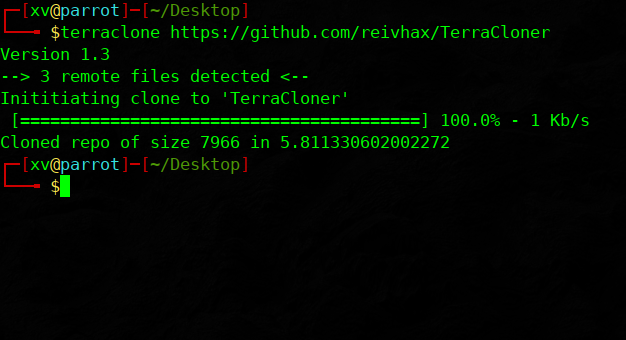 ┌─[xv@parrot]─[~/Desktop]
└──╼ $terraclone https://github.com/reivhax/TerraCloner
Version 1.3
--> 3 remote files detected <--
Inititiating clone to 'TerraCloner'
[========================================] 100.0% - 1 Kb/s
Cloned repo of size 7966 in 5.811330602002272
┌─[xv@parrot]─[~/Desktop]
└──╼ $